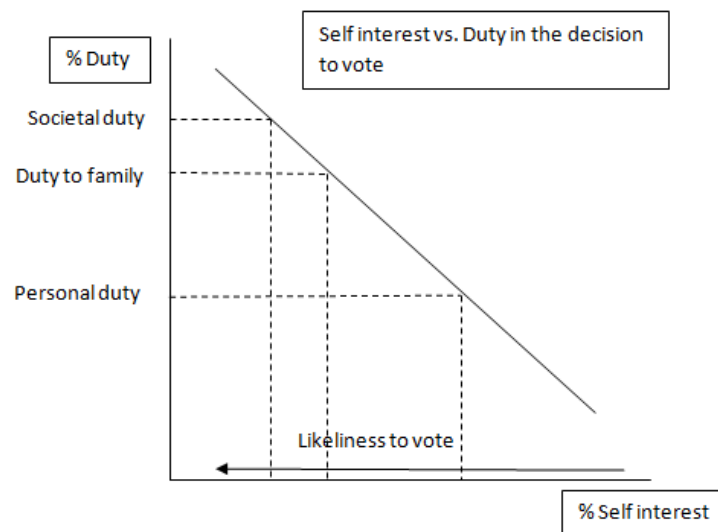 Self interest vs. Duty in the decision
to vote
% Duty
Societal duty
Duty to family
Personal duty
Likeliness to vote
% Self interest